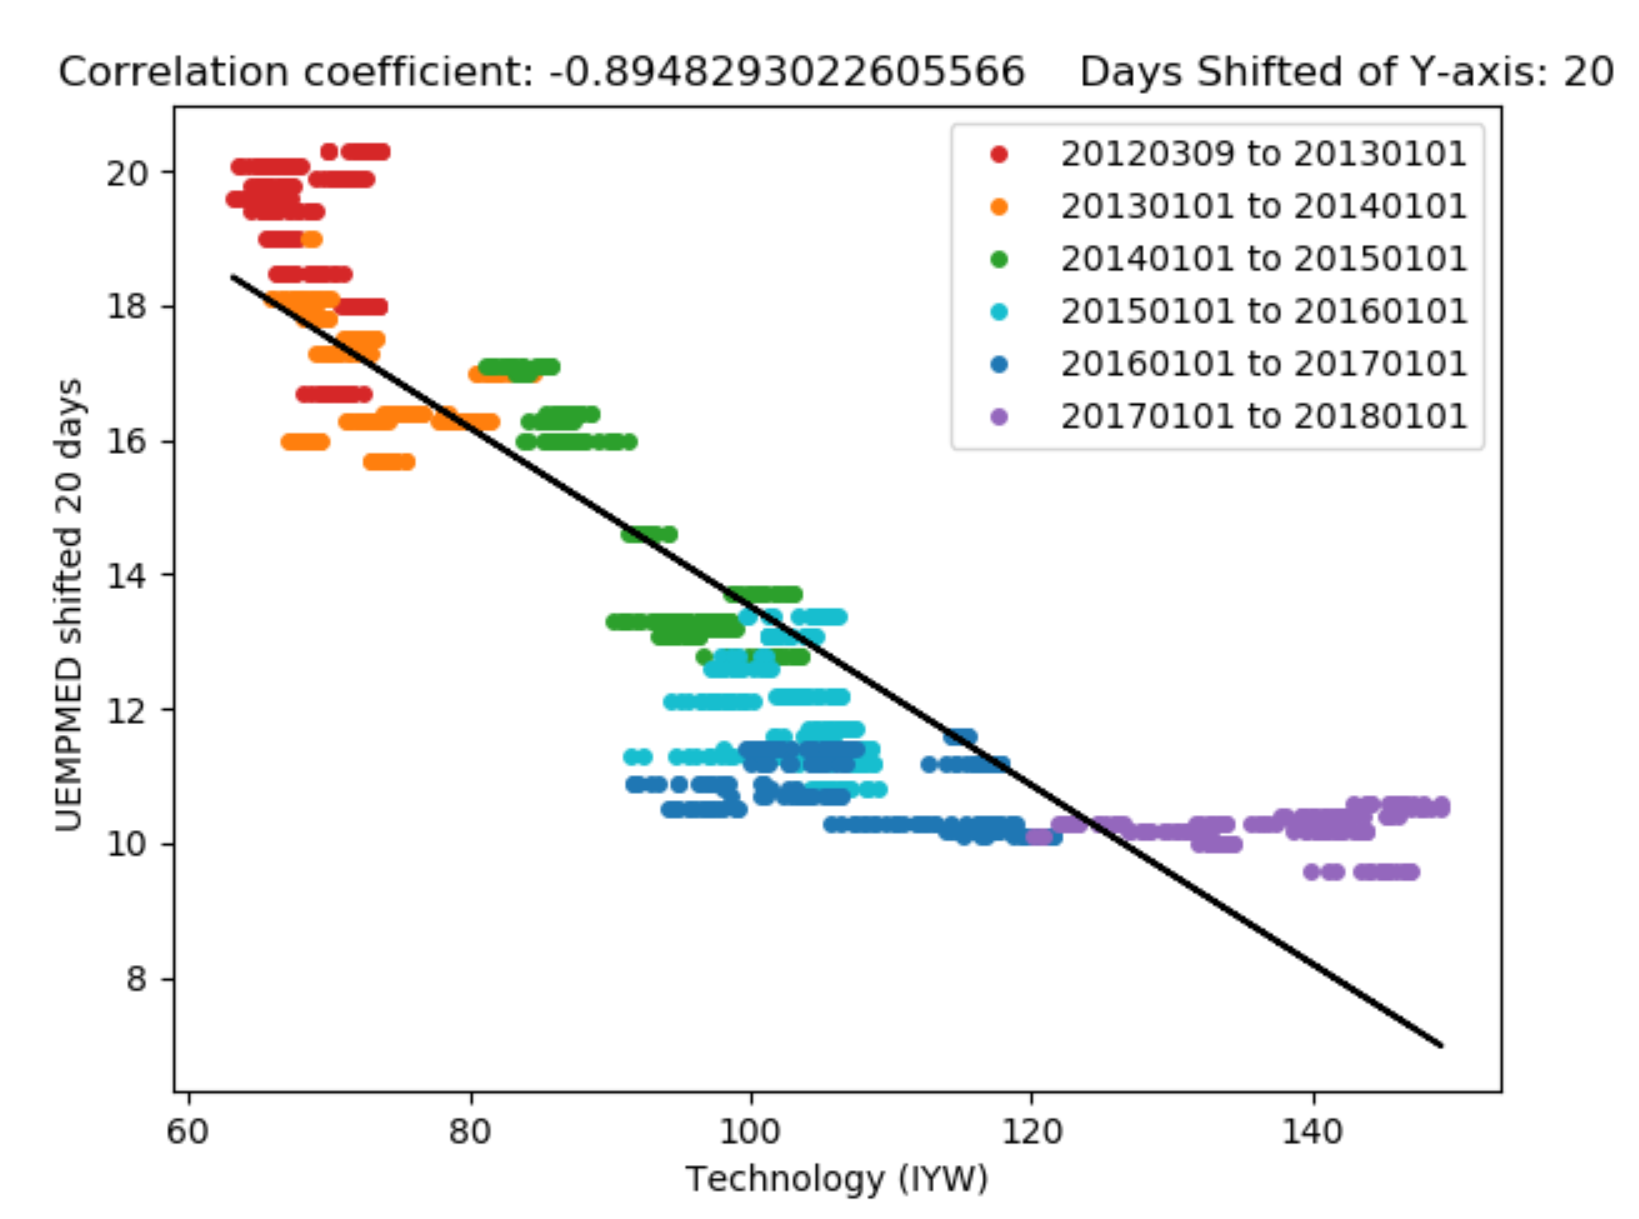 Correlation coefficient: -0.8948293022605566    Days Shifted of Y-axis: 20
20120309 to 20130101
20130101 to 20140101
20140101 to 20150101
20150101 to 20160101
20160101 to 20170101
20170101 to 20180101
UEMPMED shifted 20 days
20
18
16
14
12
10
8
60 80 100 120 140
Technology (IYW)